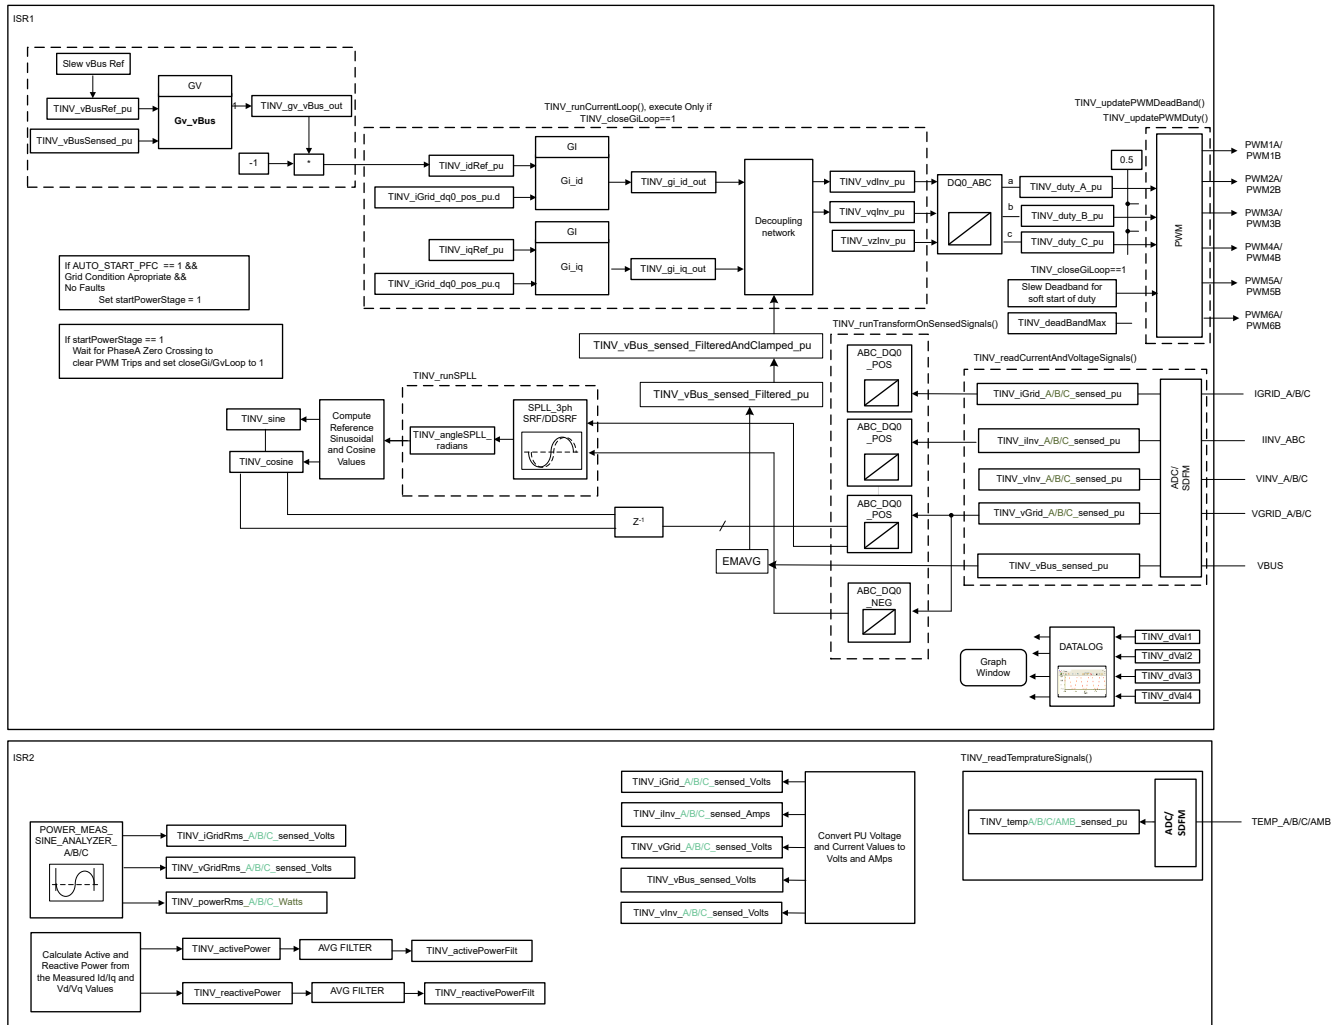 ISR1
Slew vBus Ref
TINV_vBusRef_pu
TINV_vBusSensed_pu
GV
Gv_vBus
1
TINV_gv_vBus_out
-1
*
TINV_runCurrentLoop(), execute Only if
TINV_closeGiLoop==1
TINV_idRef_pu
TINV_iGrid_dq0_pos_pu.d
GI
Gi_id
TINV_gi_id_out
TINV_iqRef_pu
TINV_iGrid_dq0_pos_pu.q
GI
Gi_iq
TINV_gi_iq_out
Decoupling
network
TINV_vdInv_pu
TINV_vqInv_pu
TINV_vzInv_pu
DQ0_ABC
a
b
c
TINV_duty_A_pu
TINV_duty_B_pu
TINV_duty_C_pu
0.5
TINV_updatePWMDeadBand()
TINV_updatePWMDuty()
PWM
TINV_closeGiLoop==1
Slew Deadband for
soft start of duty
TINV_deadBandMax
PWM1A/
PWM1B
PWM2A/
PWM2B
PWM3A/
PWM3B
PWM4A/
PWM4B
PWM5A/
PWM5B
PWM6A/
PWM6B
If AUTO_START_PFC == 1 &&
Grid Condition Apropriate &&
No Faults
Set startPowerStage = 1
If startPowerStage == 1
Wait for PhaseA Zero Crossing to
clear PWM Trips and set closeGi/GvLoop to 1
TINV_vBus_sensed_FilteredAndClamped_pu
TINV_vBus_sensed_Filtered_pu
EMAVG
TINV_runTransformOnSensedSignals()
ABC_DQ0
_POS
ABC_DQ0
_POS
ABC_DQ0
_POS
ABC_DQ0
_NEG
TINV_readCurrentAndVoltageSignals()
TINV_iGrid_A/B/C_sensed_pu
TINV_iInv_A/B/C_sensed_pu
TINV_vInv_A/B/C_sensed_pu
TINV_vGrid_A/B/C_sensed_pu
TINV_vBus_sensed_pu
ADC/
SDFM
IGRID_A/B/C
IINV_ABC
VINV_A/B/C
VGRID_A/B/C
VBUS
TINV_runSPLL
SPLL_3ph
SRF/DDSRF
TINV_angleSPLL_
radians
Compute
Reference
Sinusoidal
and Cosine
Values
TINV_sine
TINV_cosine
Z-1
Graph
Window
DATALOG
TINV_dVal1
TINV_dVal2
TINV_dVal3
TINV_dVal4
ISR2
POWER_MEAS_
SINE_ANALYZER_
A/B/C
TINV_iGridRms_A/B/C_sensed_Volts
TINV_vGridRms_A/B/C_sensed_Volts
TINV_powerRms_A/B/C_Watts
Calculate Active and
Reactive Power from
the Measured Id/Iq and
Vd/Vq Values
TINV_activePower
AVG FILTER
TINV_activePowerFilt
TINV_reactivePower
AVG FILTER
TINV_reactivePowerFilt
TINV_iGrid_A/B/C_sensed_Volts
TINV_iInv_A/B/C_sensed_Amps
TINV_vGrid_A/B/C_sensed_Volts
TINV_vBus_sensed_Volts
TINV_vInv_A/B/C_sensed_Volts
Convert PU Voltage
and Current Values to
Volts and AMps
TINV_readTempratureSignals()
TINV_tempA/B/C/AMB_sensed_pu
ADC/
SDFM
TEMP_A/B/C/AMB